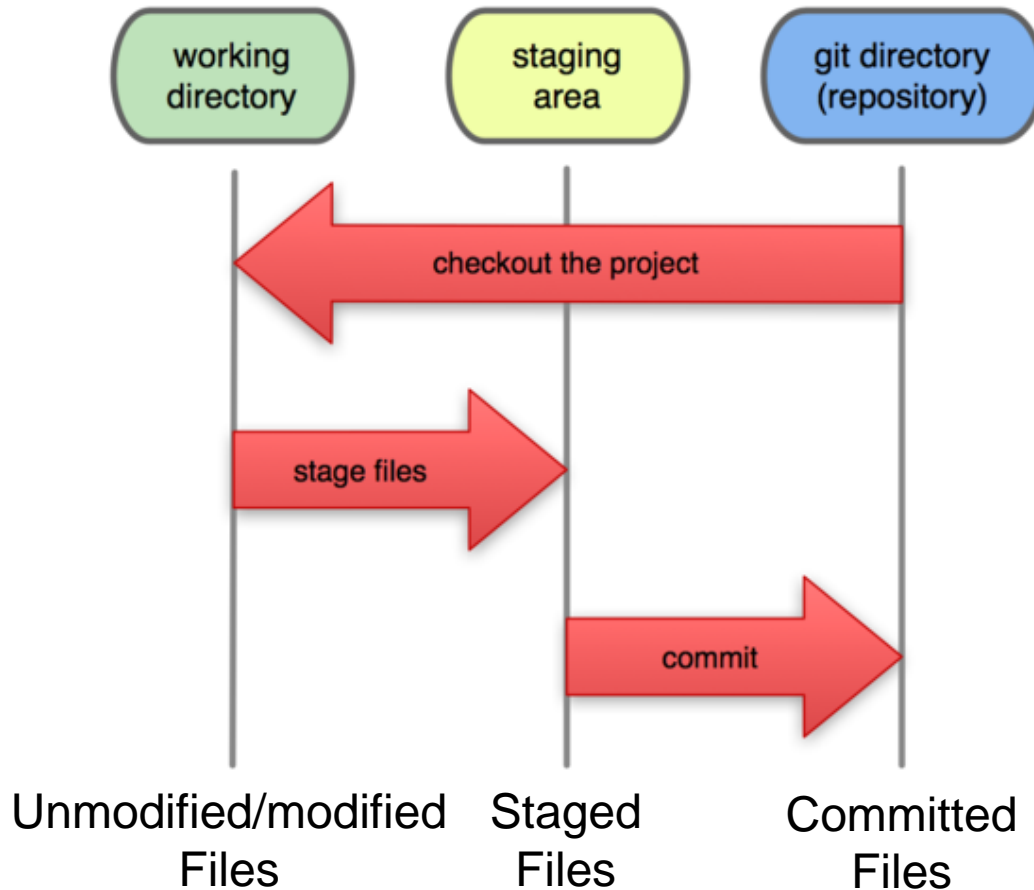 working
directory
staging
area
git directory
(repository)
checkout the project
stage files
commit
Unmodified/modified
Files
Staged
Files
Committed
Files